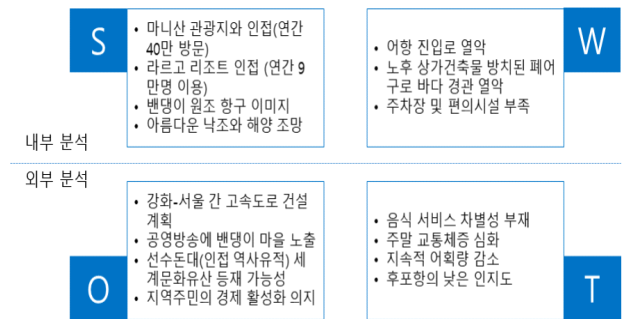 S
• 마니산 관광지와 인접(연간
40만 방문)
• 라르고 리조트 인접 (연간 9
만명 이용)
• 밴댕이 원조 항구 이미지
• 아름다운 낙조와 해양 조망
W
• 어항 진입로 열악
• 노후 상가건축물 방치된 폐어
구로 바다 경관 열악
• 주차장 및 편의시설 부족
내부 분석
외부 분석
O
• 강화-서울 간 고속도로 건설
계획
• 공영방송에 밴댕이 마을 노출
• 선수돈대(인접 역사유적) 세
계문화유산 등재 가능성
• 지역주민의 경제 활성화 의지
T
• 음식 서비스 차별성 부재
• 주말 교통체증 심화
• 지속적 어획량 감소
• 후포항의 낮은 인지도